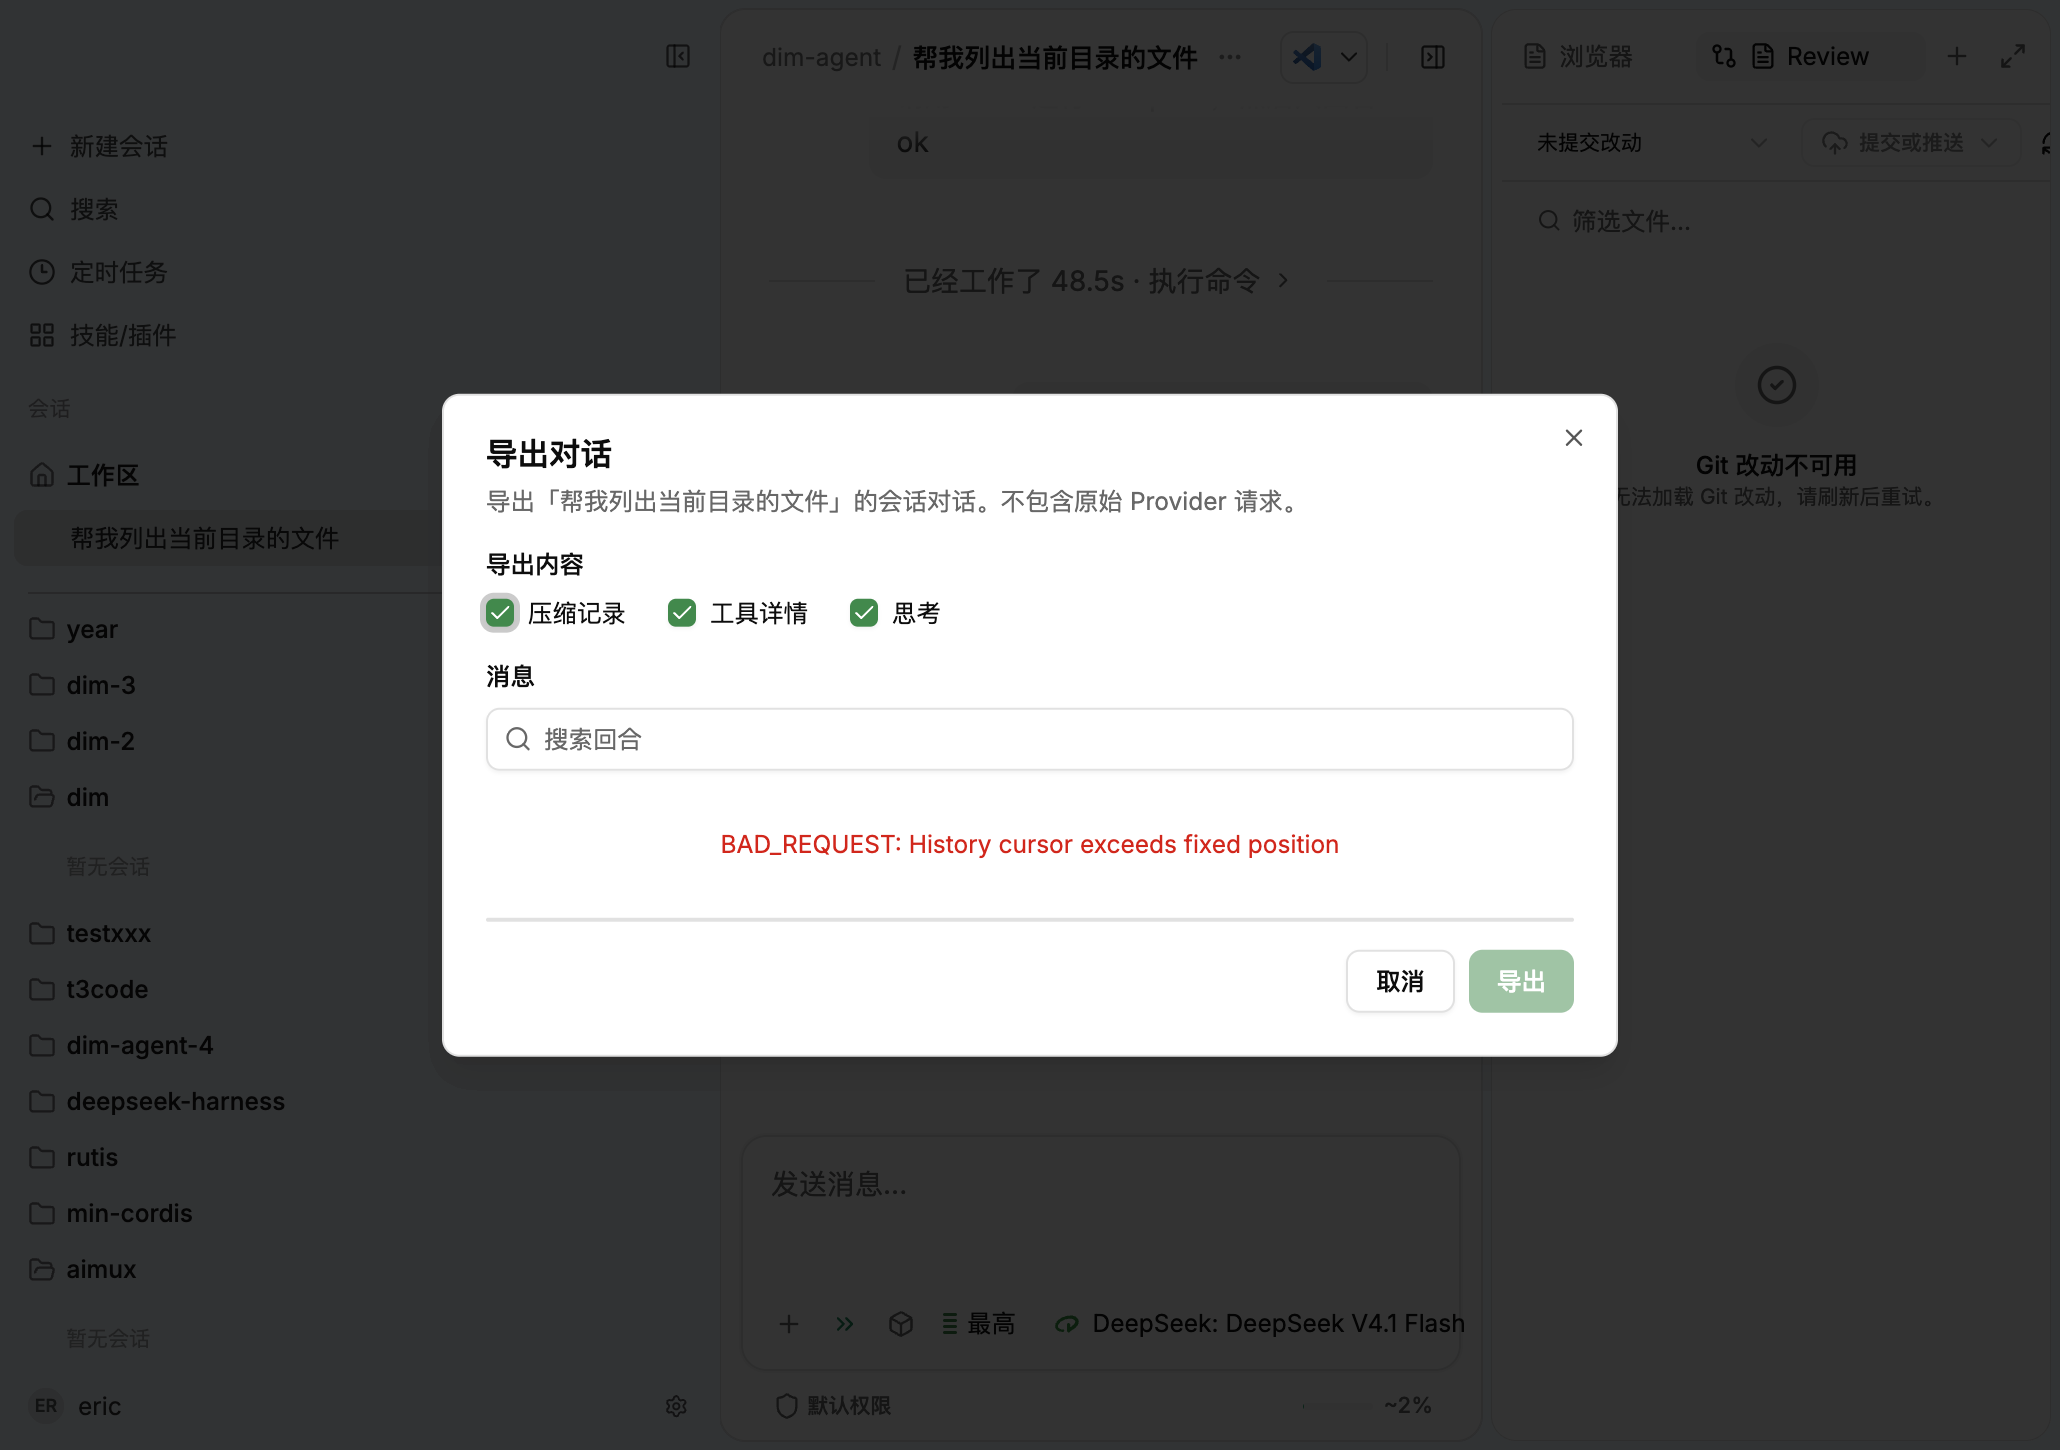 dim-agent / 帮我列出当前目录的文件
浏览器
Review
新建会话
搜索
定时任务
技能/插件
会话
工作区
帮我列出当前目录的文件
year
dim-3
dim-2
dim
暂无会话
testxxx
t3code
dim-agent-4
deepseek-harness
rutis
min-cordis
aimux
暂无会话
ER eric
ok
已经工作了 48.5s · 执行命令
未提交改动
提交或推送
筛选文件...
Git 改动不可用
无法加载 Git 改动，请刷新后重试。
导出对话
导出「帮我列出当前目录的文件」的会话对话。不包含原始 Provider 请求。
导出内容
压缩记录 工具详情 思考
消息
搜索回合
BAD_REQUEST: History cursor exceeds fixed position
取消 导出
发送消息...
最高 DeepSeek: DeepSeek V4.1 Flash
默认权限 ~2%